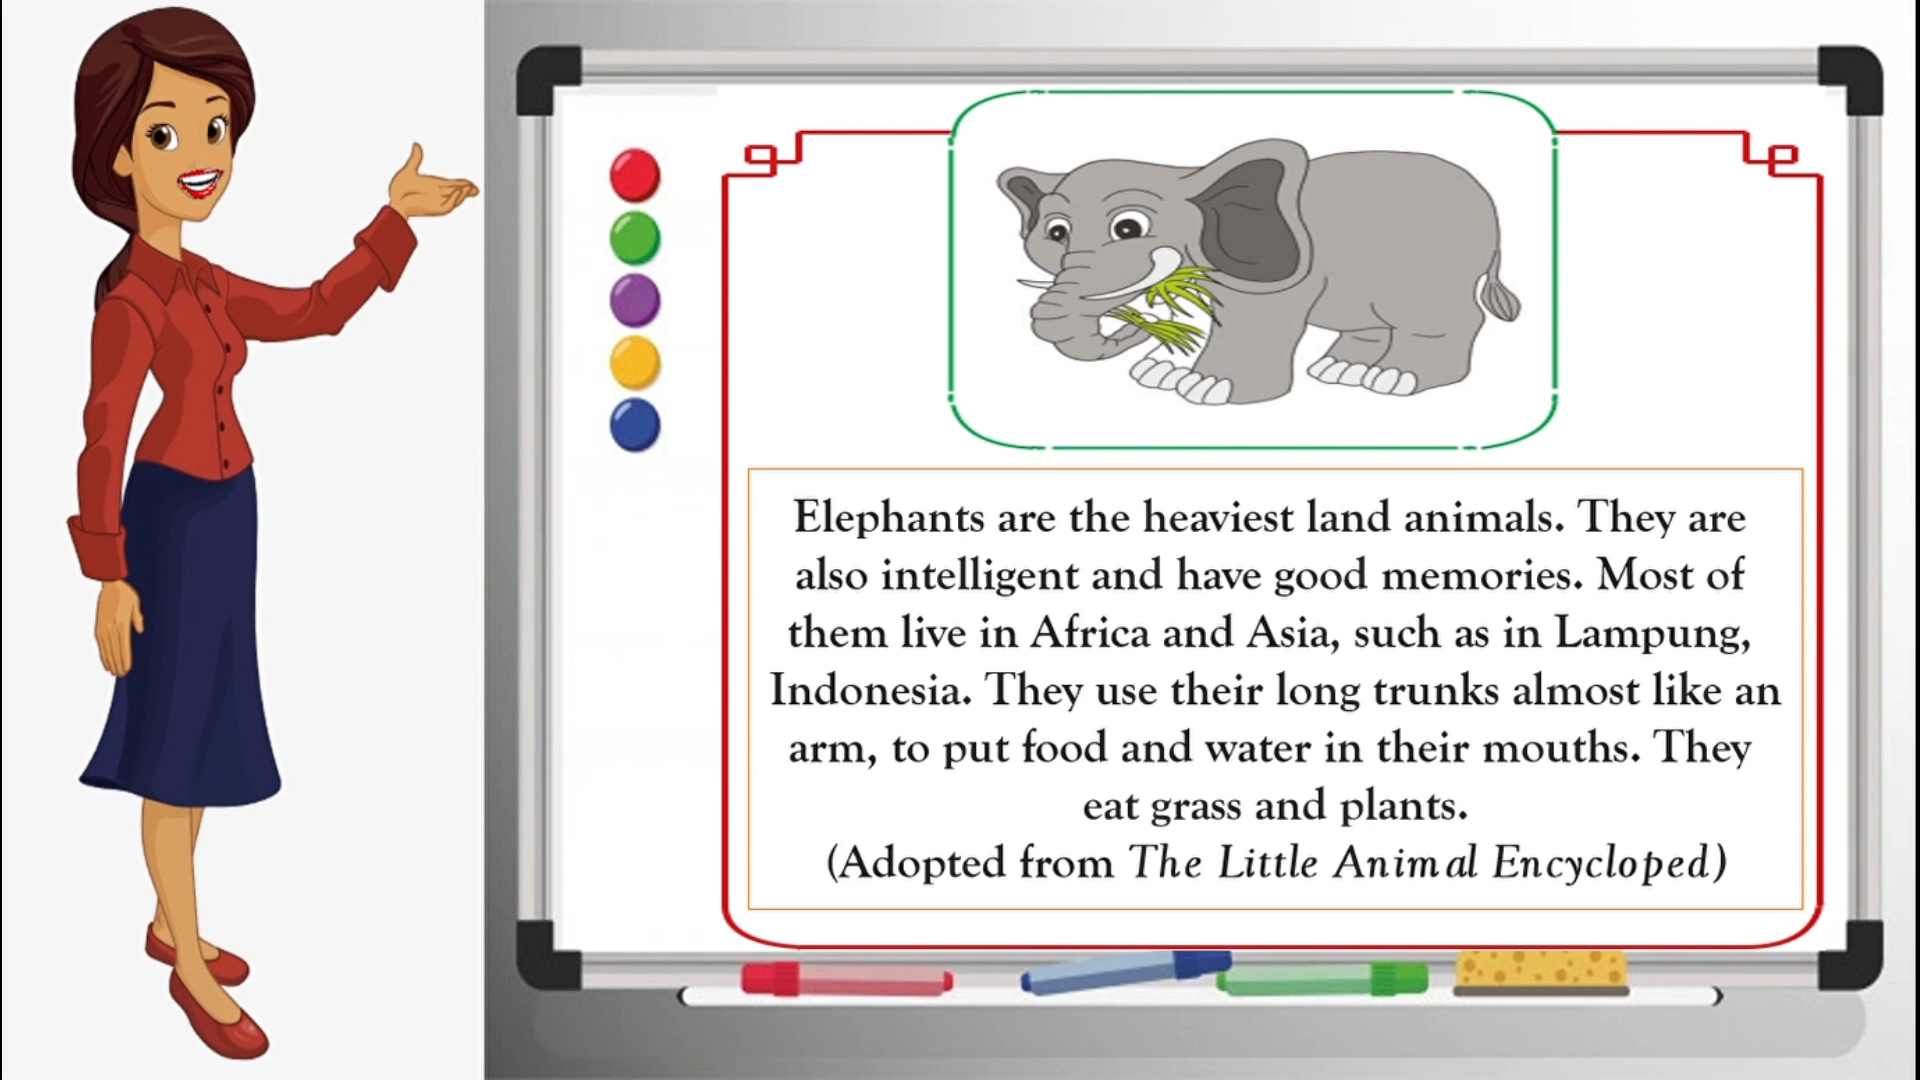 Elephants are the heaviest land animals. They are
also intelligent and have good memories. Most of
them live in Africa and Asia, such as in Lampung,
Indonesia. They use their long trunks almost like an
arm, to put food and water in their mouths. They
eat grass and plants.
(Adopted from The Little Animal Encycloped)